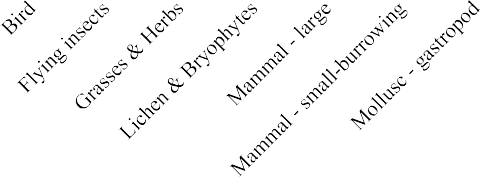 Bird
Flying insects
Grasses & Herbs
Lichen & Bryophytes
Mammal - large
Mammal - small-burrowing
Mollusc - gastropod